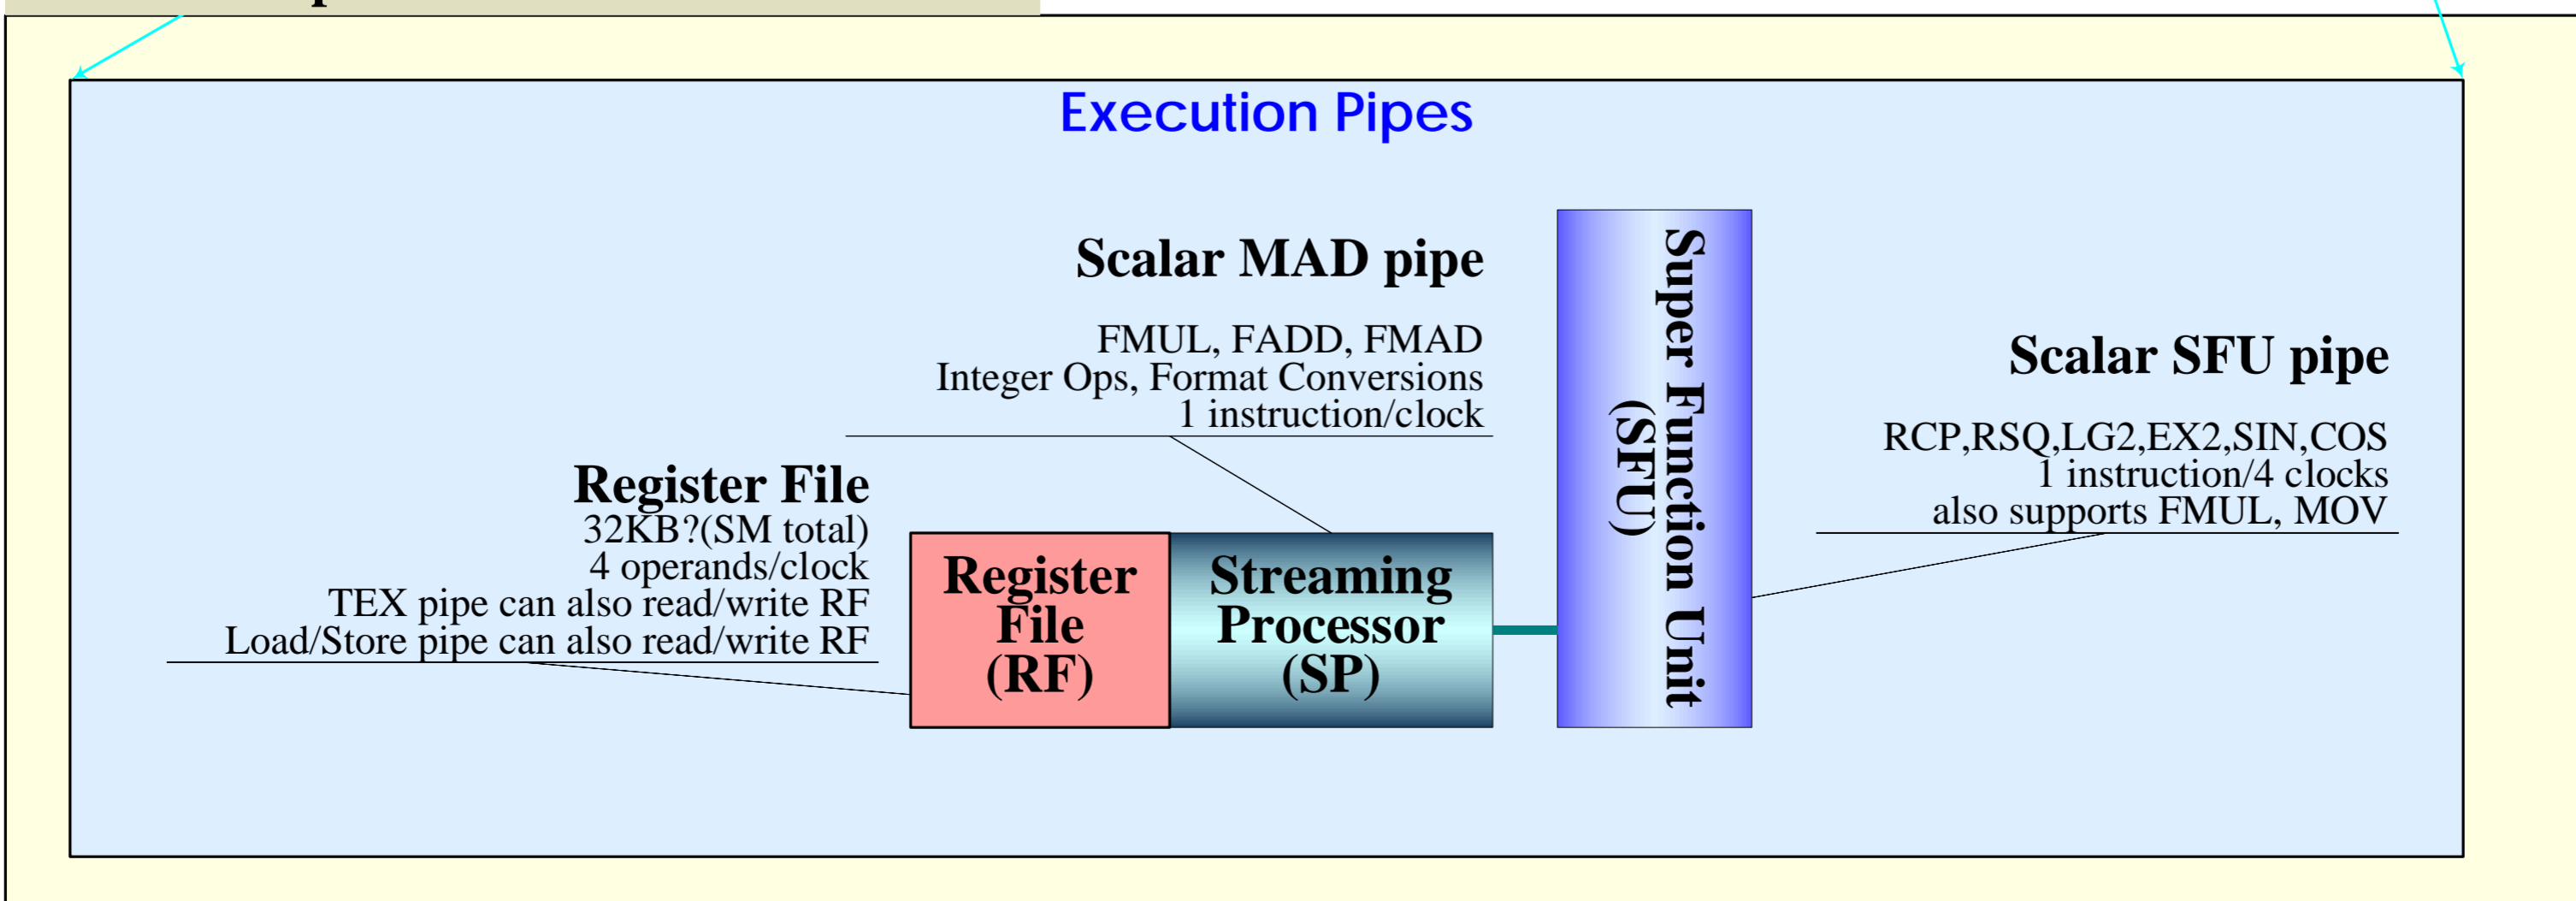 Execution Pipes
Scalar MAD pipe
FMUL, FADD, FMAD
Integer Ops, Format Conversions
1 instruction/clock
Register File
32KB?(SM total)
4 operands/clock
TEX pipe can also read/write RF
Load/Store pipe can also read/write RF
Register
File
(RF)
Streaming
Processor
(SP)
Super Function Unit
(SFU)
Scalar SFU pipe
RCP,RSQ,LG2,EX2,SIN,COS
1 instruction/4 clocks
also supports FMUL, MOV